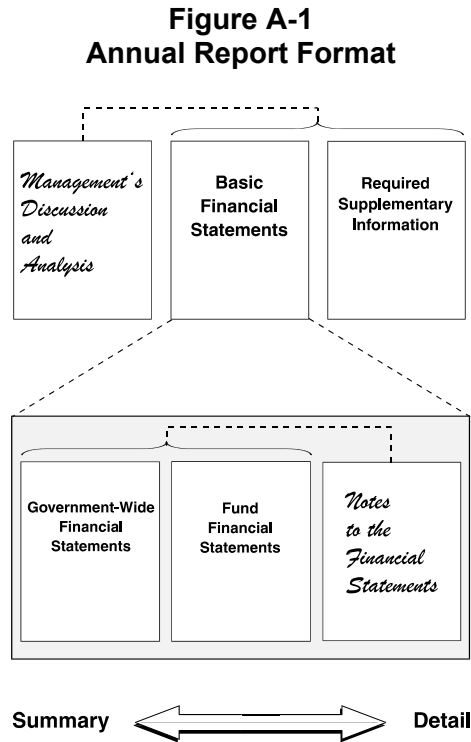 Figure A-1
Annual Report Format
Management's
Discussion
and
Analysis
Basic
Financial
Statements
Required
Supplementary
Information
Government-Wide
Financial
Statements
Fund
Financial
Statements
Notes
to the
Financial
Statements
Summary
Detail